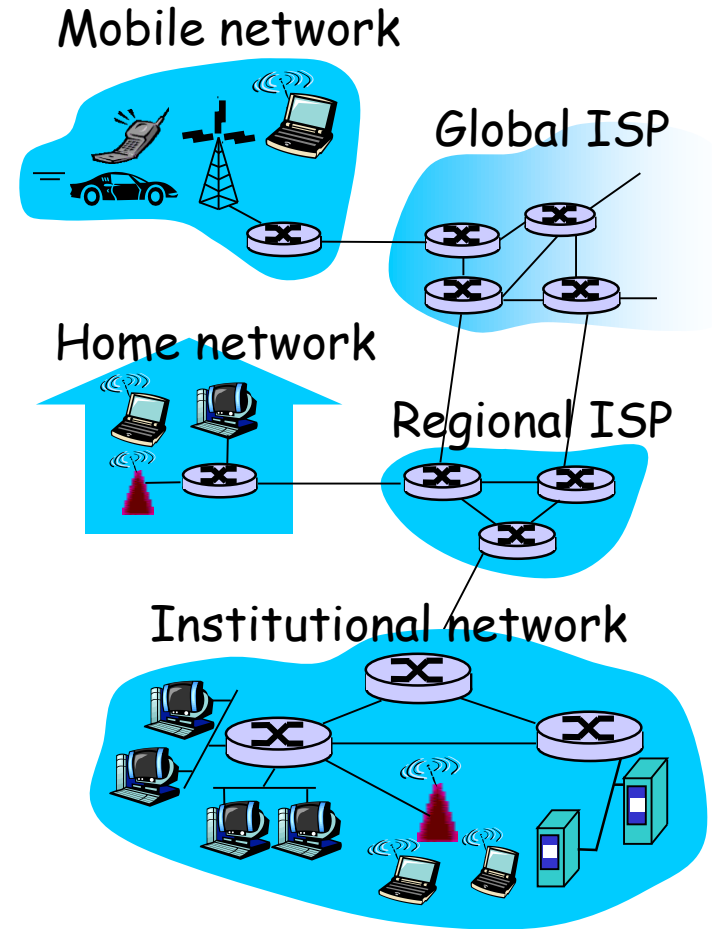 Mobile network
Global ISP
Home network
Regional ISP
Institutional network